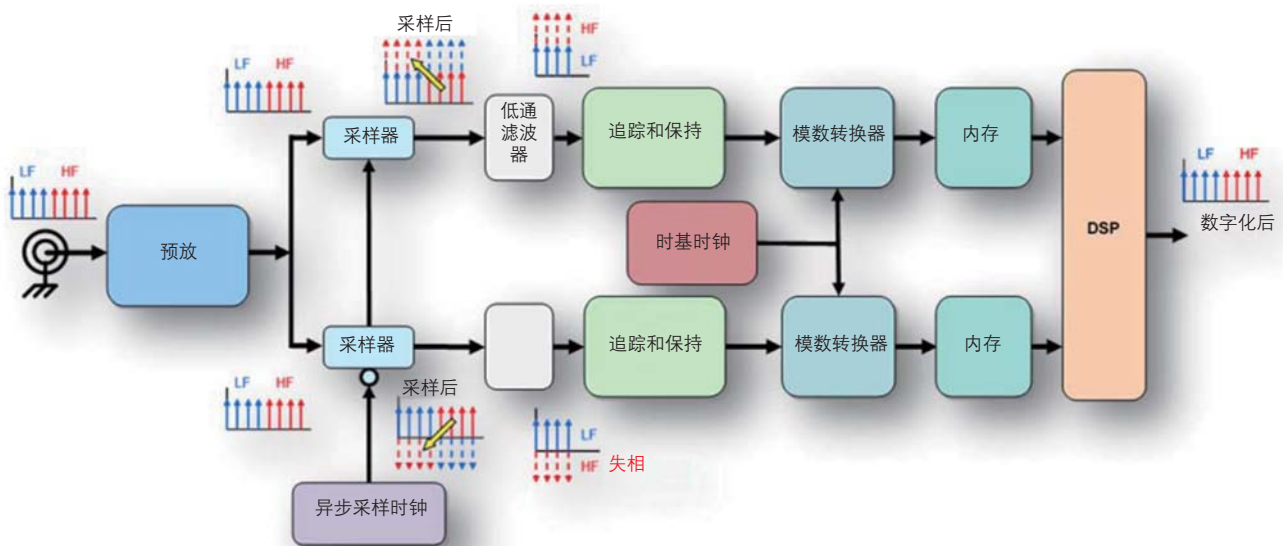 采样后
HF
LF
LF HF
低通
滤波
器
采样器
追踪和保持
模数转换器
内存
LF HF
LF HF
预放
时基时钟
DSP
数字化后
采样器
追踪和保持
模数转换器
内存
LF HF
采样后
LF
HF 失相
异步采样时钟